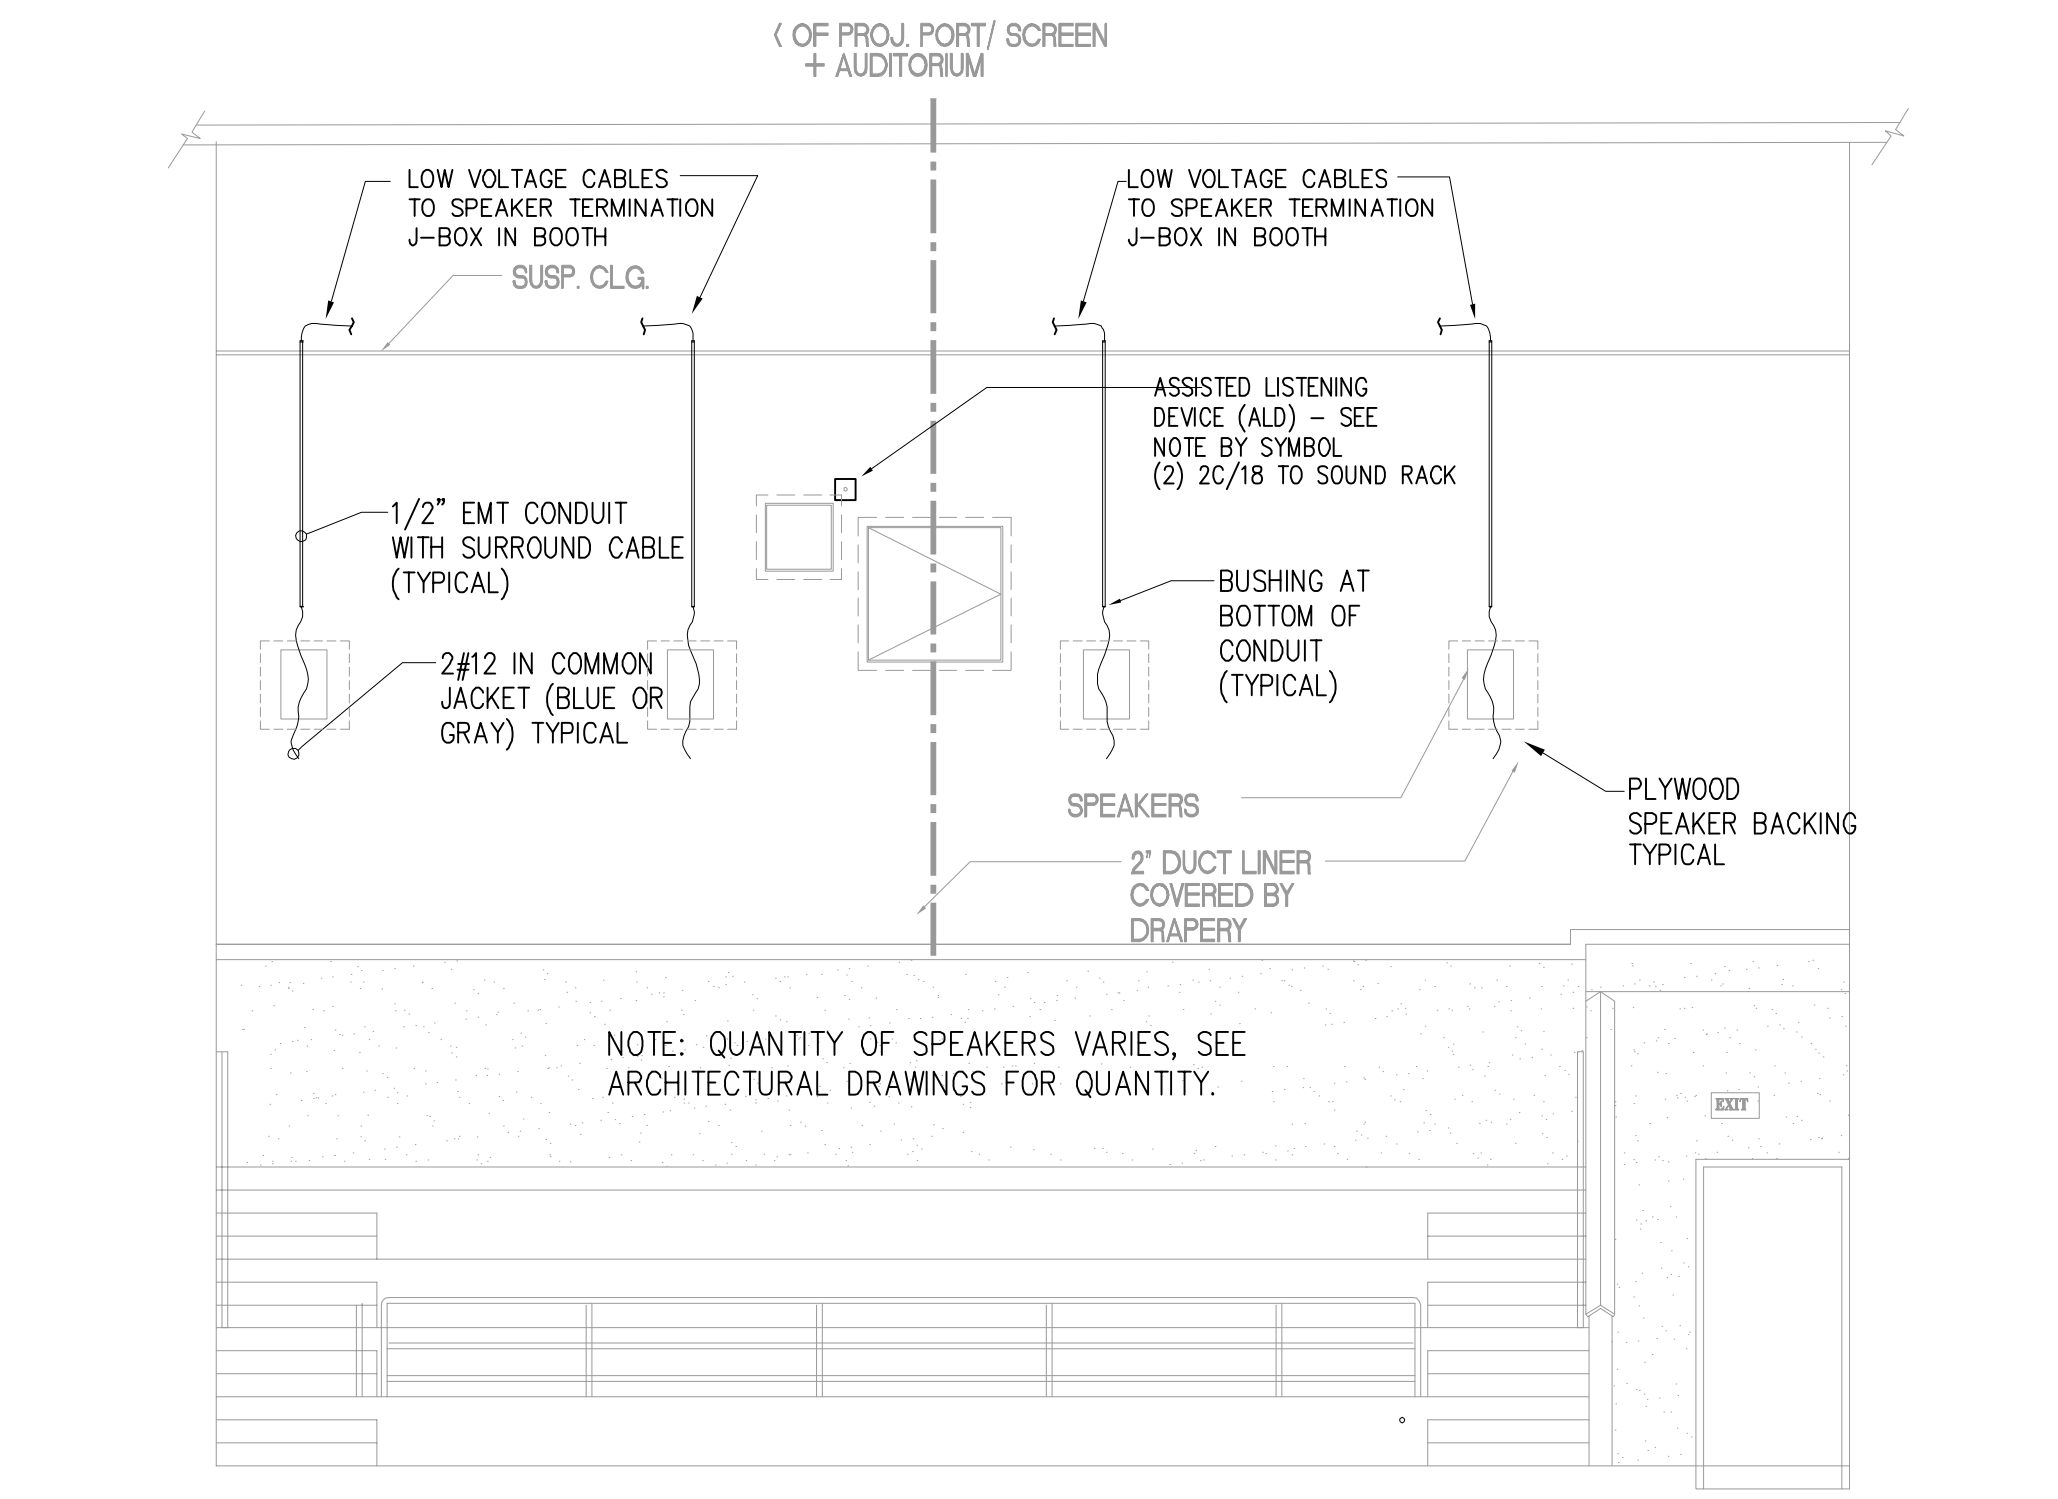 < OF PROJ. PORT/ SCREEN
+ AUDITORIUM
LOW VOLTAGE CABLES
TO SPEAKER TERMINATION
J-BOX IN BOOTH
LOW VOLTAGE CABLES
TO SPEAKER TERMINATION
J-BOX IN BOOTH
SUSP. CLG.
ASSISTED LISTENING
DEVICE (ALD) – SEE
NOTE BY SYMBOL
(2) 2C/18 TO SOUND RACK
1/2" EMT CONDUIT
WITH SURROUND CABLE
(TYPICAL)
BUSHING AT
BOTTOM OF
CONDUIT
(TYPICAL)
2#12 IN COMMON
JACKET (BLUE OR
GRAY) TYPICAL
SPEAKERS
PLYWOOD
SPEAKER BACKING
TYPICAL
2" DUCT LINER
COVERED BY
DRAPERY
NOTE: QUANTITY OF SPEAKERS VARIES, SEE
ARCHITECTURAL DRAWINGS FOR QUANTITY.
EXIT